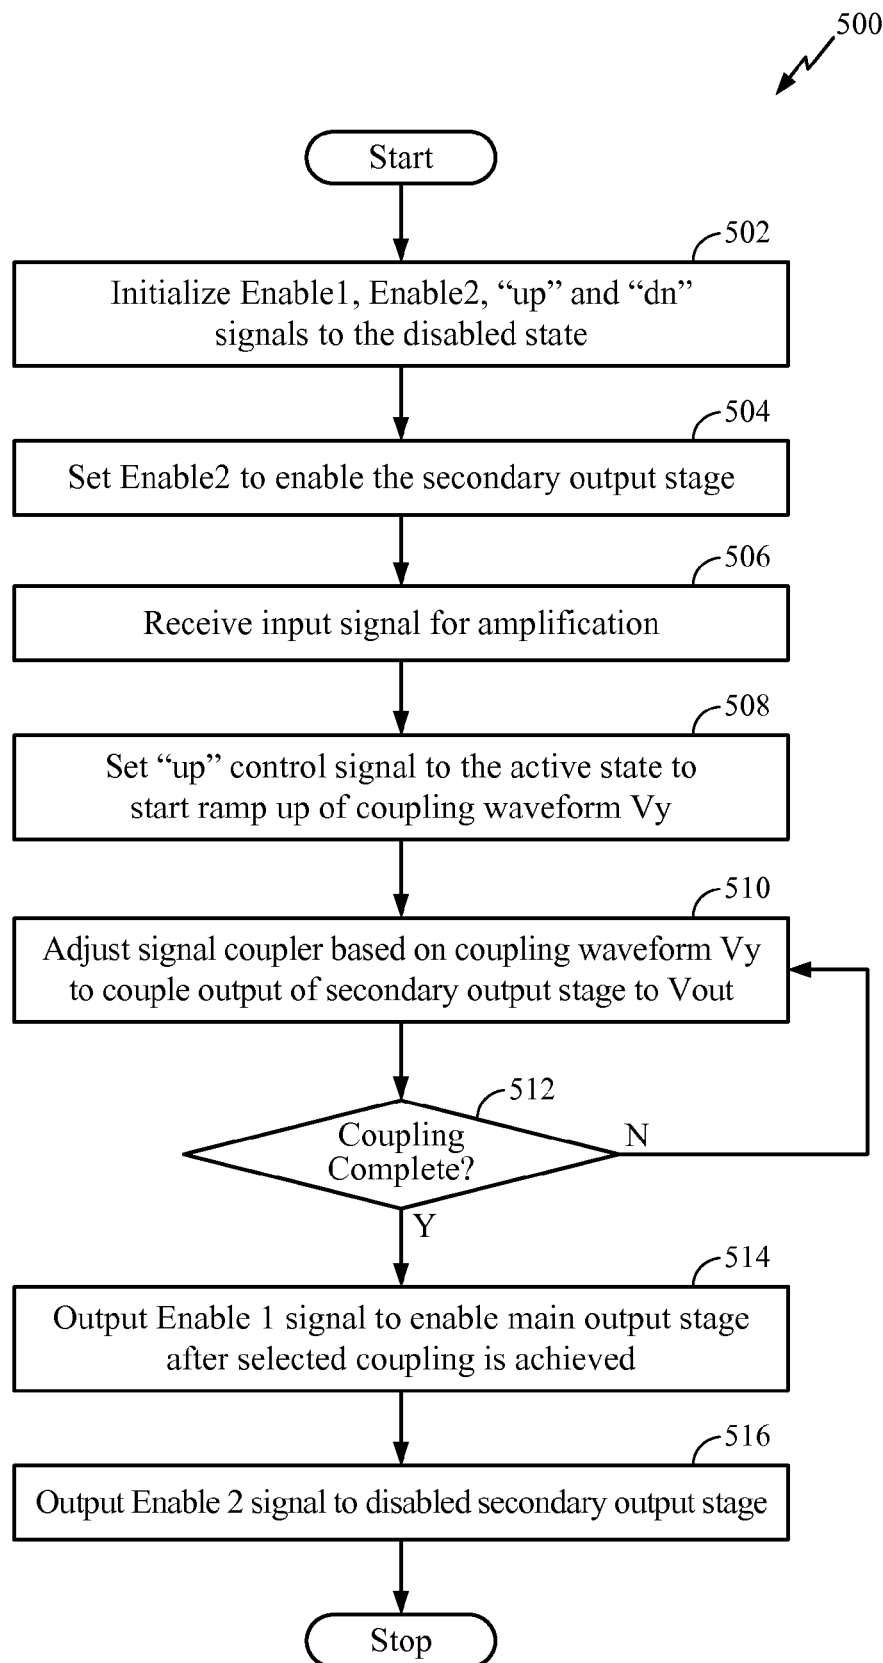 500
Start
502
Initialize Enable1, Enable2, “up” and “dn”
signals to the disabled state
504
Set Enable2 to enable the secondary output stage
506
Receive input signal for amplification
508
Set “up” control signal to the active state to
start ramp up of coupling waveform Vy
510
Adjust signal coupler based on coupling waveform Vy
to couple output of secondary output stage to Vout
512
Coupling
Complete?
N
Y
514
Output Enable 1 signal to enable main output stage
after selected coupling is achieved
516
Output Enable 2 signal to disabled secondary output stage
Stop